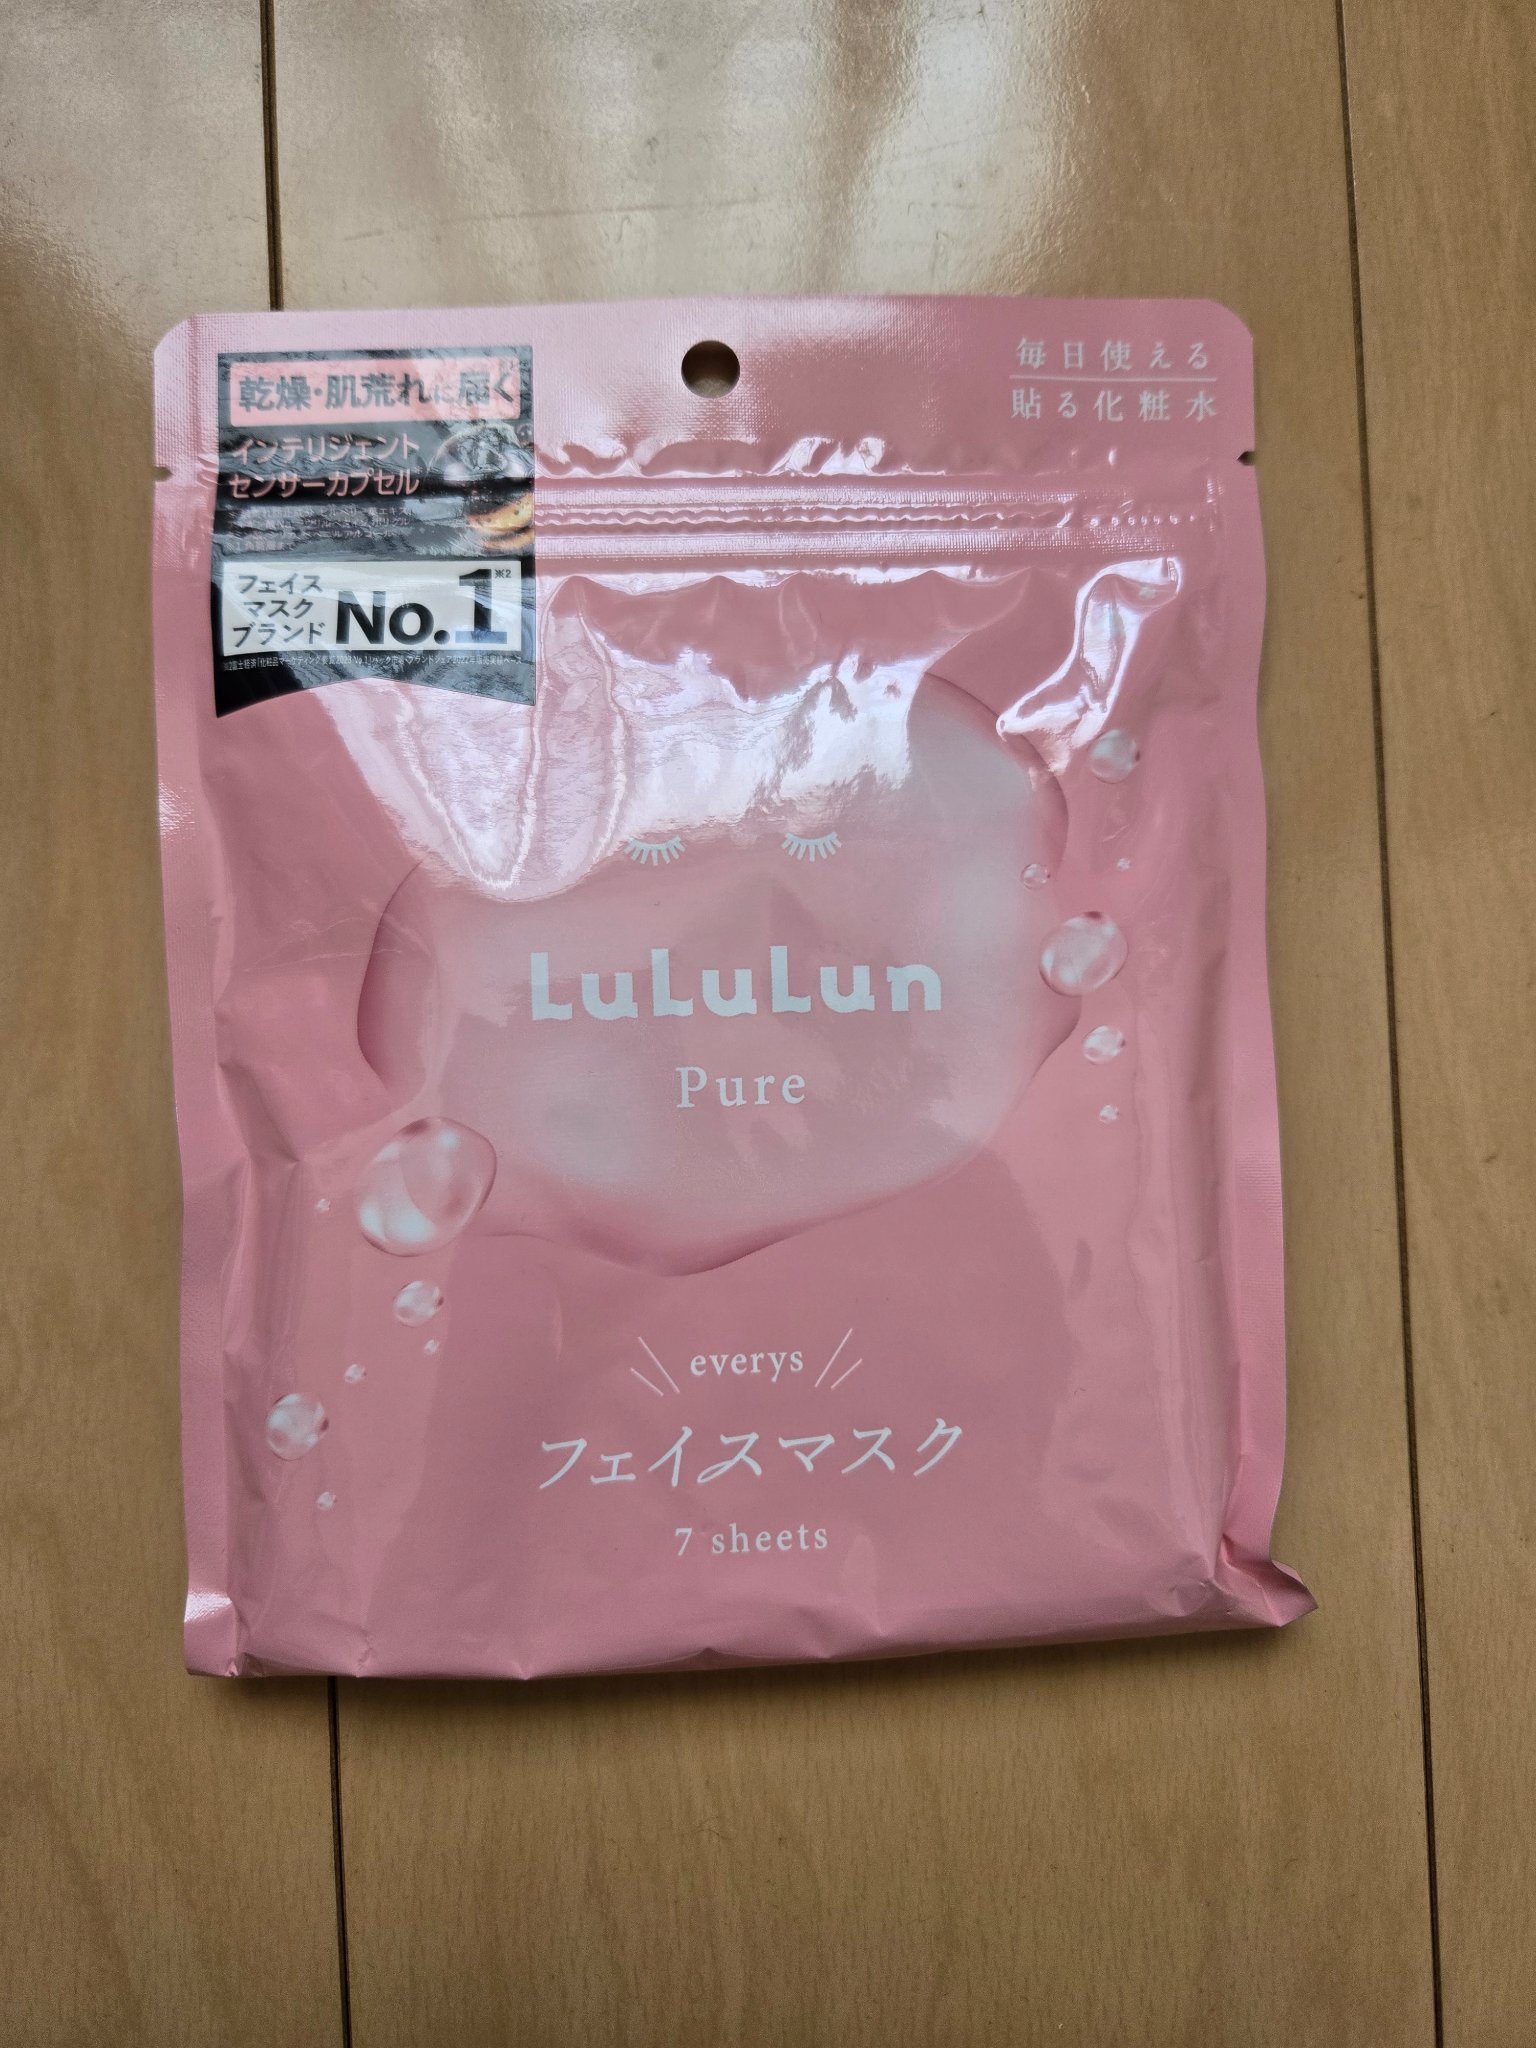 乾燥・肌荒れに届く
インテリジェント
センサーカプセル
フェイス
マスク
ブランド
No.1
※2
毎日使える
貼る化粧水
LuLuLun
Pure
everys
フェイスマスク
7 sheets